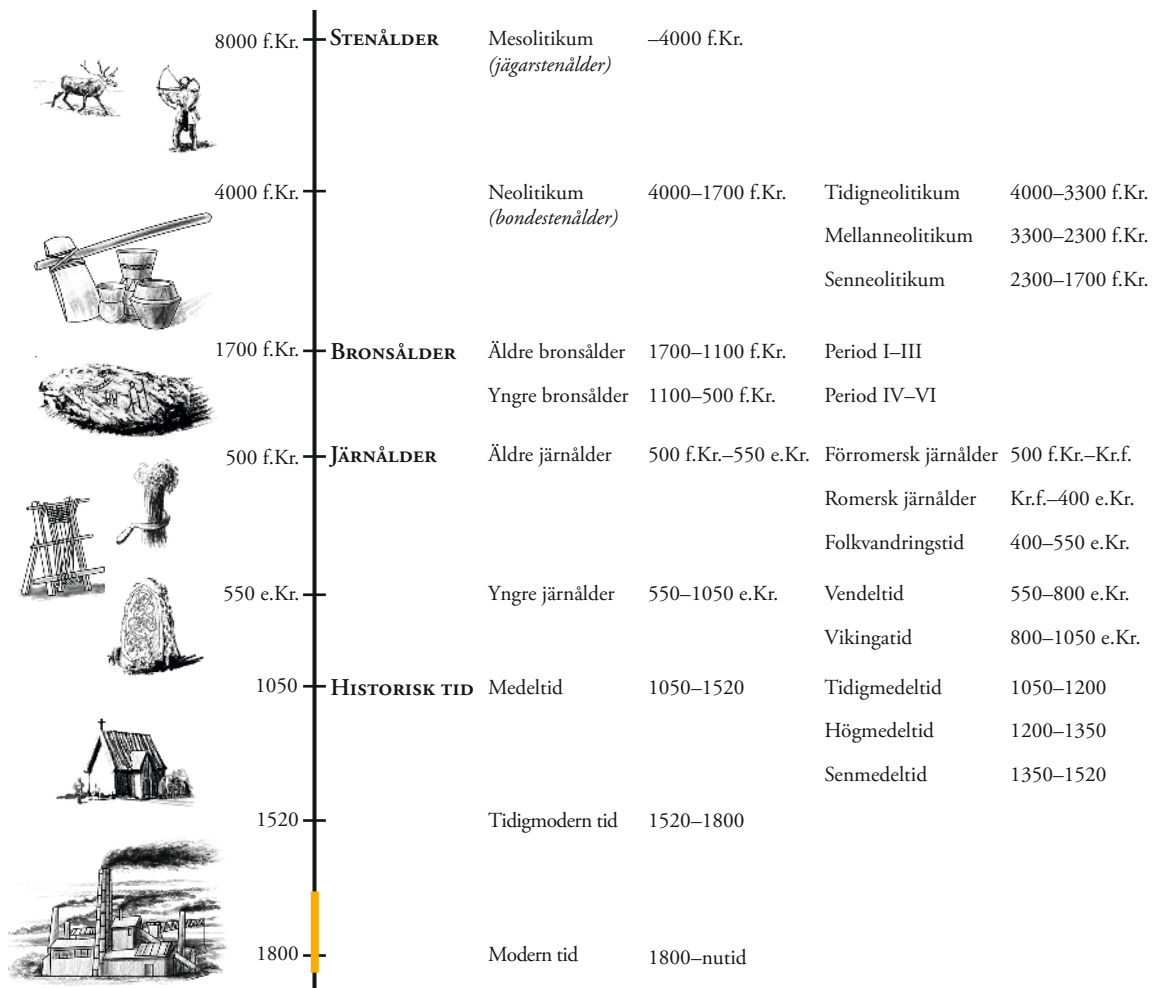 8000 f.Kr. STENÅLDER Mesolitikum –4000 f.Kr.
(jägarstenålder)
4000 f.Kr. Neolitikum 4000–1700 f.Kr. Tidigneolitikum 4000–3300 f.Kr.
(bondestenålder)
Mellanneolitikum 3300–2300 f.Kr.
Senneolitikum 2300–1700 f.Kr.
1700 f.Kr. BRONSÅLDER Äldre bronsålder 1700–1100 f.Kr. Period I–III
Yngre bronsålder 1100–500 f.Kr. Period IV–VI
500 f.Kr. JÄRNÅLDER Äldre järnålder 500 f.Kr.–550 e.Kr. Förromersk järnålder 500 f.Kr.–Kr.f.
Romersk järnålder Kr.f.–400 e.Kr.
Folkvandringstid 400–550 e.Kr.
550 e.Kr. Yngre järnålder 550–1050 e.Kr. Vendeltid 550–800 e.Kr.
Vikingatid 800–1050 e.Kr.
1050 HISTORISK TID Medeltid 1050–1520 Tidigmedeltid 1050–1200
Högmedeltid 1200–1350
Senmedeltid 1350–1520
1520 Tidigmodern tid 1520–1800
1800 Modern tid 1800–nutid